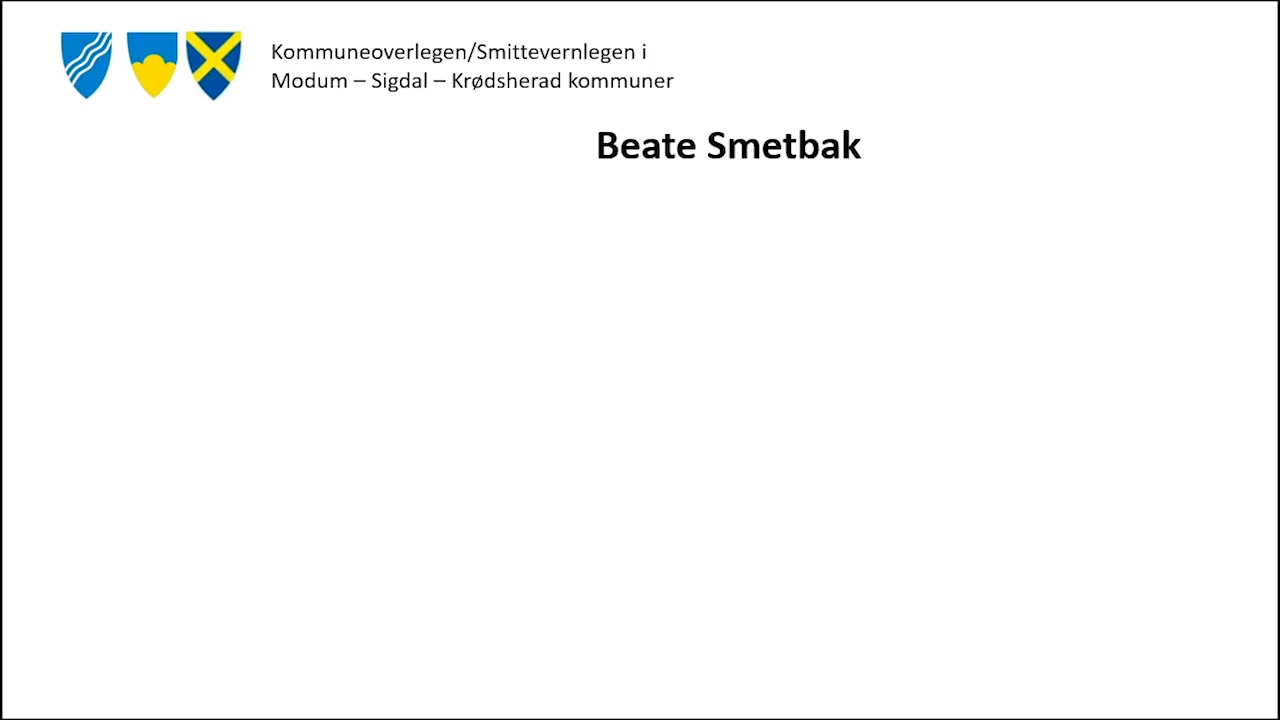 Kommuneoverlegen/Smittevernlegen i
Modum – Sigdal – Krødsherad kommuner
Beate Smetbak